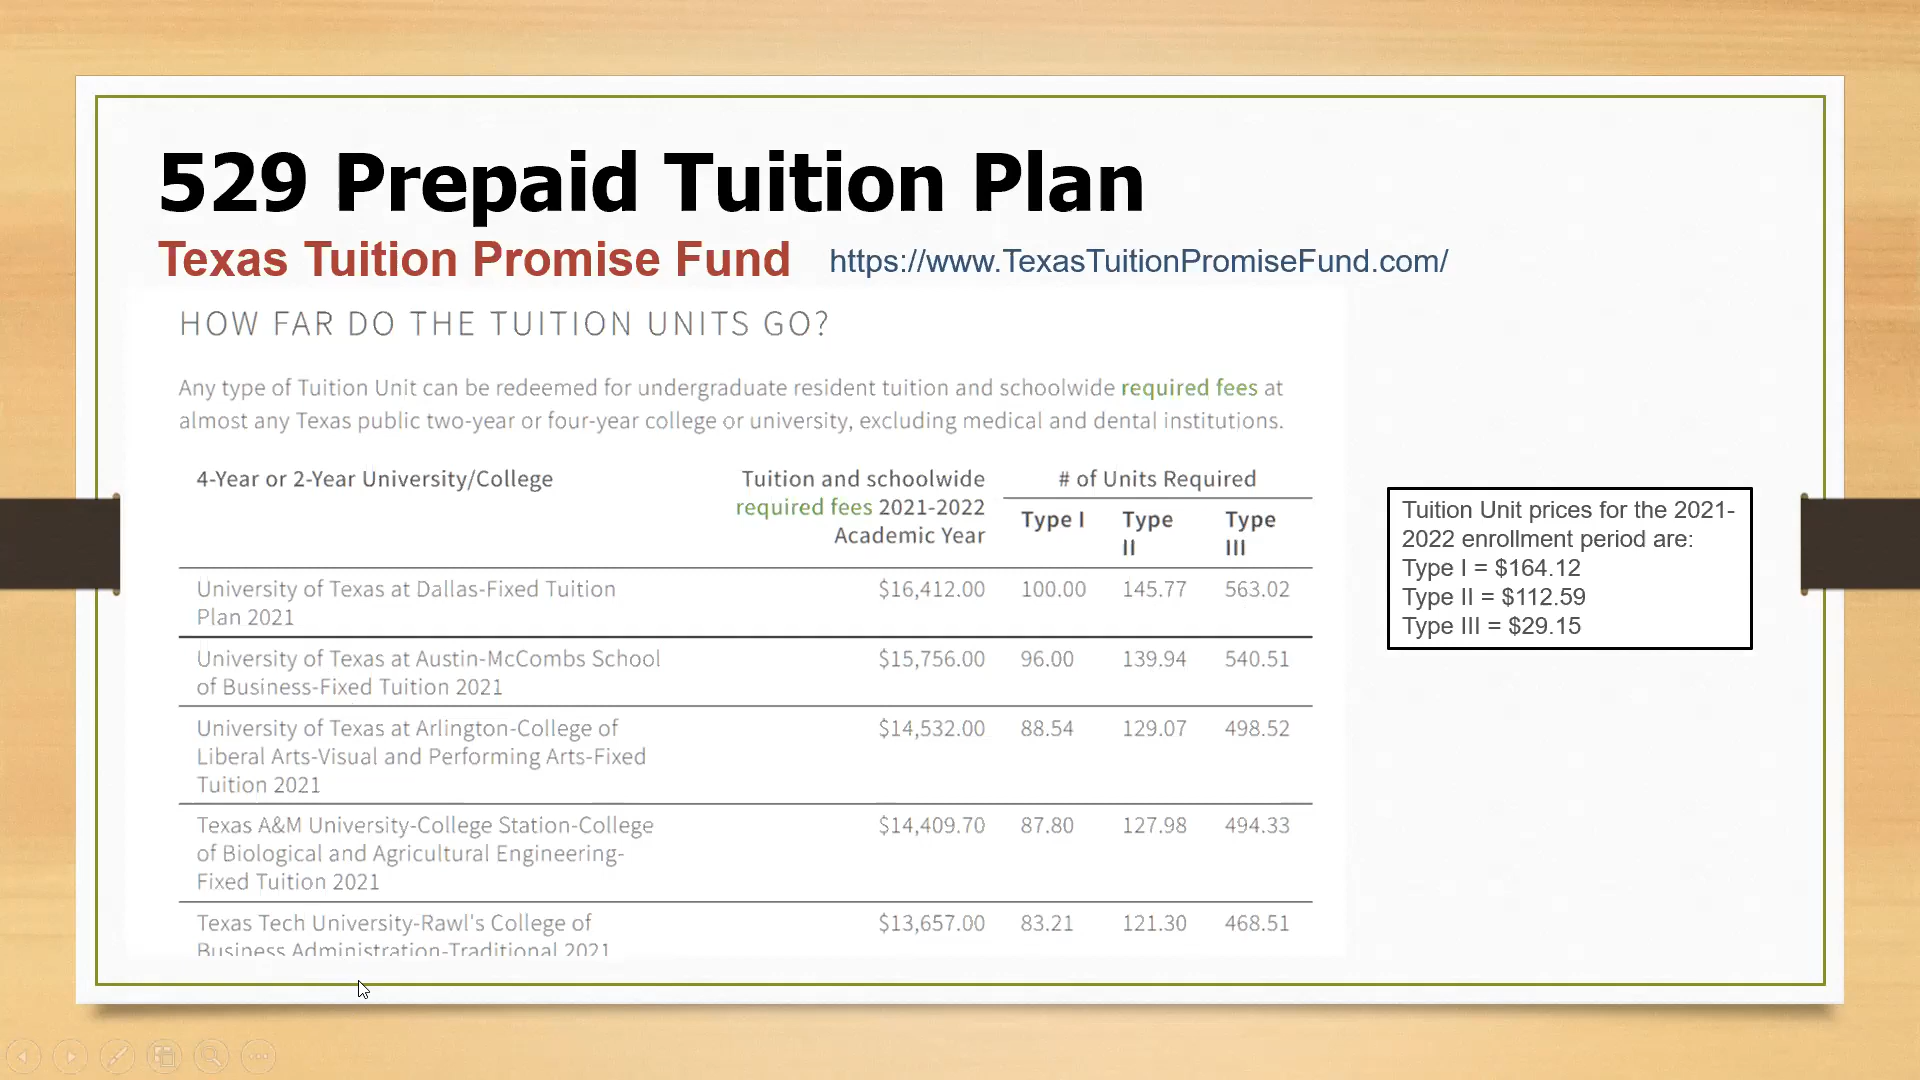 529 Prepaid Tuition Plan
Texas Tuition Promise Fund https://www.TexasTuitionPromiseFund.com/
HOW FAR DO THE TUITION UNITS GO?
Any type of Tuition Unit can be redeemed for undergraduate resident tuition and schoolwide required fees at
almost any Texas public two-year or four-year college or university, excluding medical and dental institutions.
4-Year or 2-Year University/College
Tuition and schoolwide
required fees 2021-2022
Academic Year
# of Units Required
Type I
Type
II
Type
III
University of Texas at Dallas-Fixed Tuition $16,412.00 100.00 145.77 563.02
Plan 2021
University of Texas at Austin-McCombs School $15,756.00 96.00 139.94 540.51
of Business-Fixed Tuition 2021
University of Texas at Arlington-College of $14,532.00 88.54 129.07 498.52
Liberal Arts-Visual and Performing Arts-Fixed
Tuition 2021
Texas A&M University-College Station-College $14,409.70 87.80 127.98 494.33
of Biological and Agricultural Engineering-
Fixed Tuition 2021
Texas Tech University-Rawl's College of $13,657.00 83.21 121.30 468.51
Business Administration-Traditional 2021
Tuition Unit prices for the 2021-
2022 enrollment period are:
Type I = $164.12
Type II = $112.59
Type III = $29.15